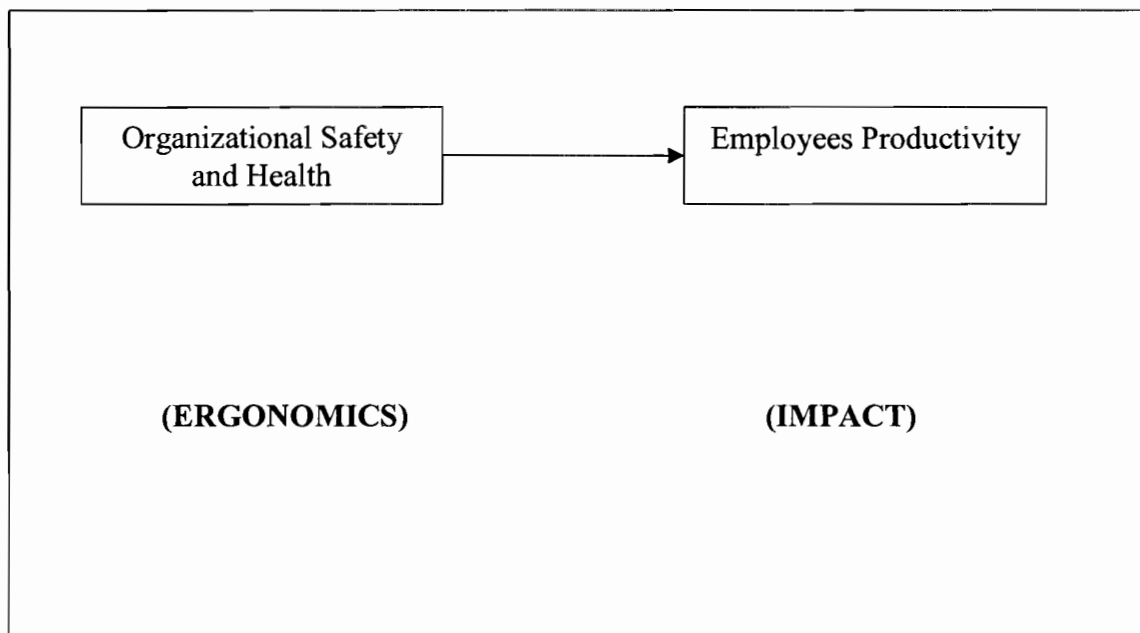 Organizational Safety
and Health
Employees Productivity
(ERGONOMICS)
(IMPACT)